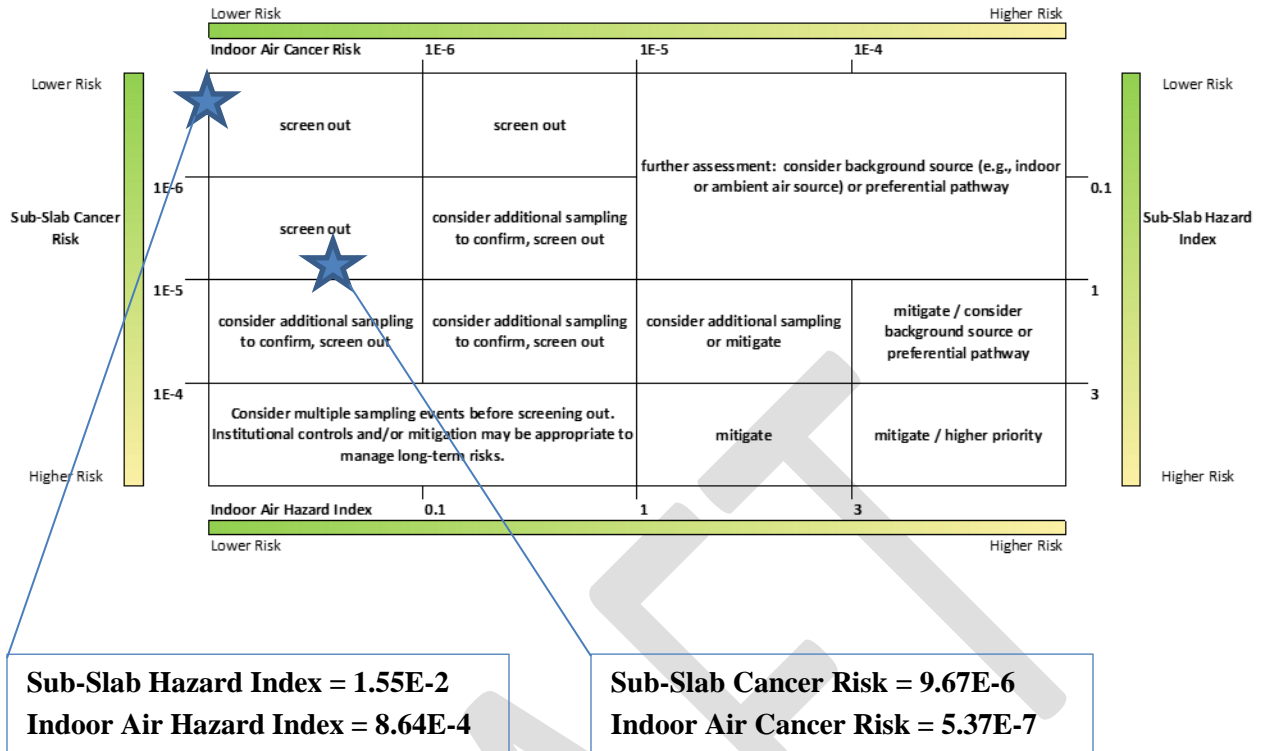 Lower Risk Higher Risk
Indoor Air Cancer Risk 1E-6 1E-5 1E-4
Lower Risk Lower Risk
screen out screen out
further assessment: consider background source (e.g., indoor
or ambient air source) or preferential pathway
1E-6 0.1
Sub-Slab Cancer
Risk
screen out
consider additional sampling
to confirm, screen out
Sub-Slab Hazard
Index
1E-5 1
consider additional sampling
to confirm, screen out
consider additional sampling
to confirm, screen out
consider additional sampling
or mitigate
mitigate / consider
background source or
preferential pathway
1E-4 3
Consider multiple sampling events before screening out.
Institutional controls and/or mitigation may be appropriate to
manage long-term risks.
mitigate
mitigate / higher priority
Higher Risk Higher Risk
Indoor Air Hazard Index 0.1 1 3
Lower Risk Higher Risk
Sub-Slab Hazard Index = 1.55E-2
Indoor Air Hazard Index = 8.64E-4
Sub-Slab Cancer Risk = 9.67E-6
Indoor Air Cancer Risk = 5.37E-7